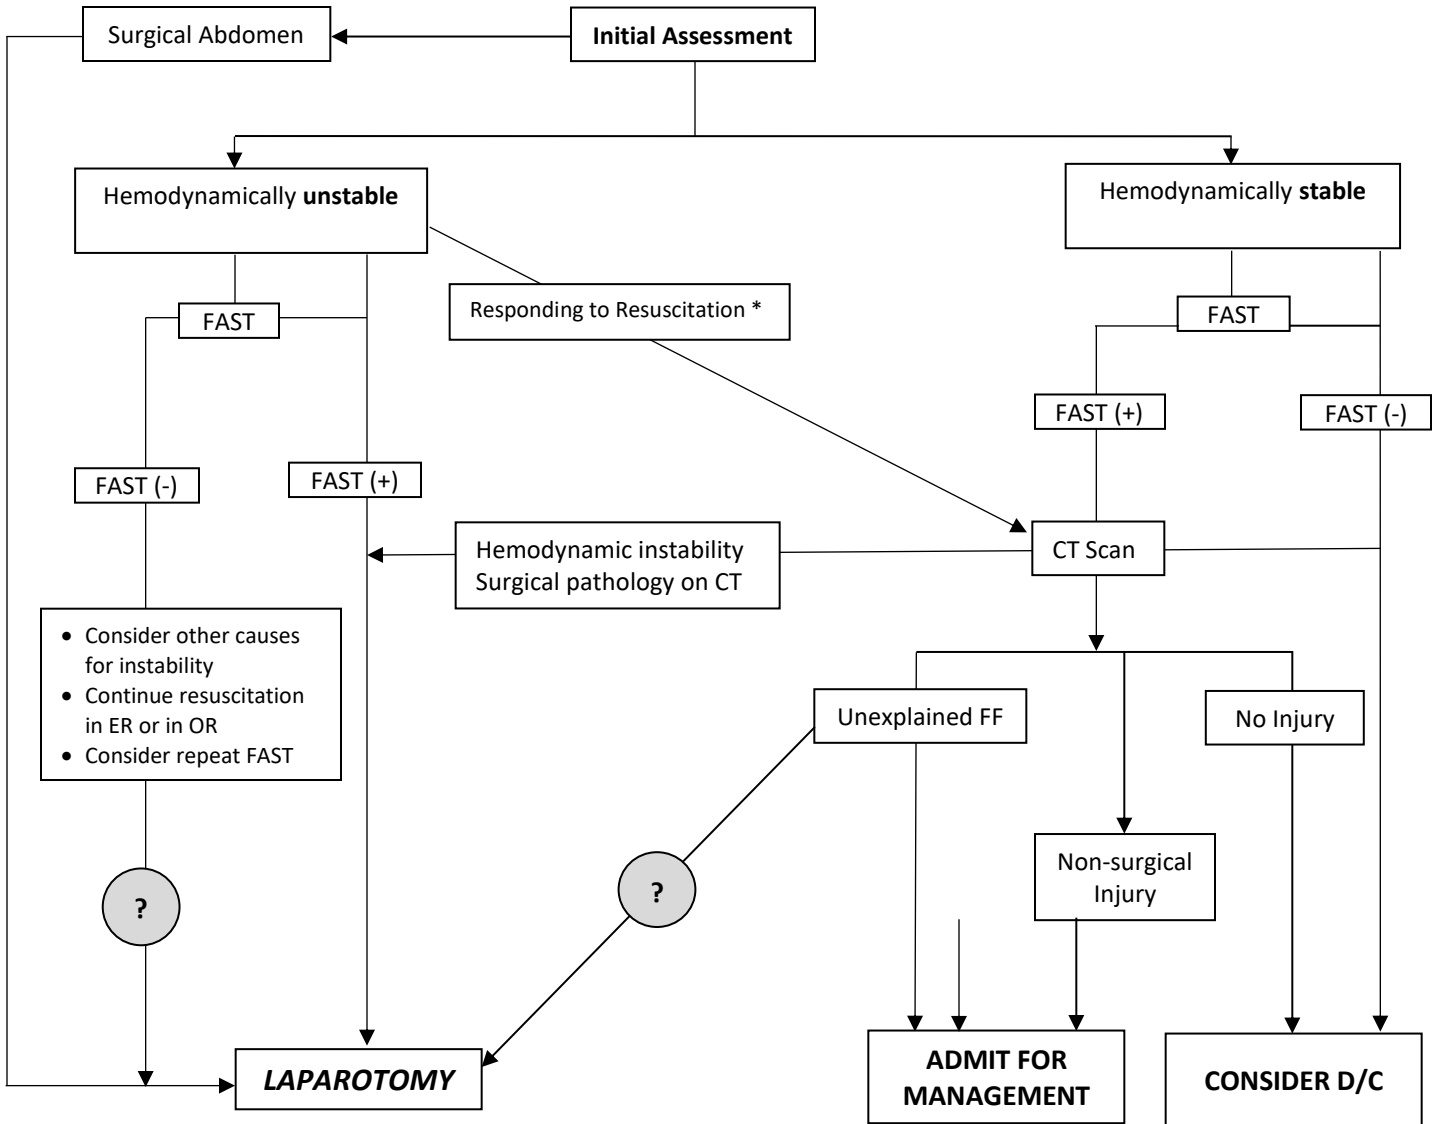 Surgical Abdomen
Initial Assessment
Hemodynamically unstable
Hemodynamically stable
Responding to Resuscitation *
FAST
FAST
FAST (+)
FAST (-)
FAST (-)
FAST (+)
Hemodynamic instability
Surgical pathology on CT
CT Scan
• Consider other causes
for instability
• Continue resuscitation
in ER or in OR
• Consider repeat FAST
Unexplained FF
No Injury
Non-surgical
Injury
?
?
LAPAROTOMY
ADMIT FOR
MANAGEMENT
CONSIDER D/C